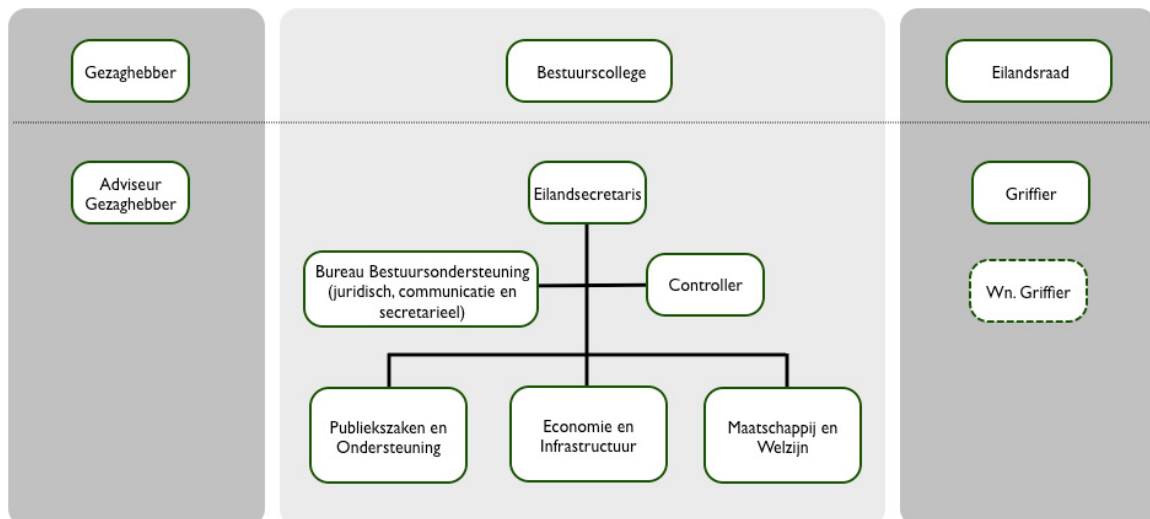 Gezaghebber
Bestuurscollege
Eilandsraad
Adviseur
Gezaghebber
Eilandsecretaris
Griffier
Bureau Bestuursondersteuning
(juridisch, communicatie en
secretarieel)
Controller
Wn. Griffier
Publiekszaken en
Ondersteuning
Economie en
Infrastructuur
Maatschappij en
Welzijn